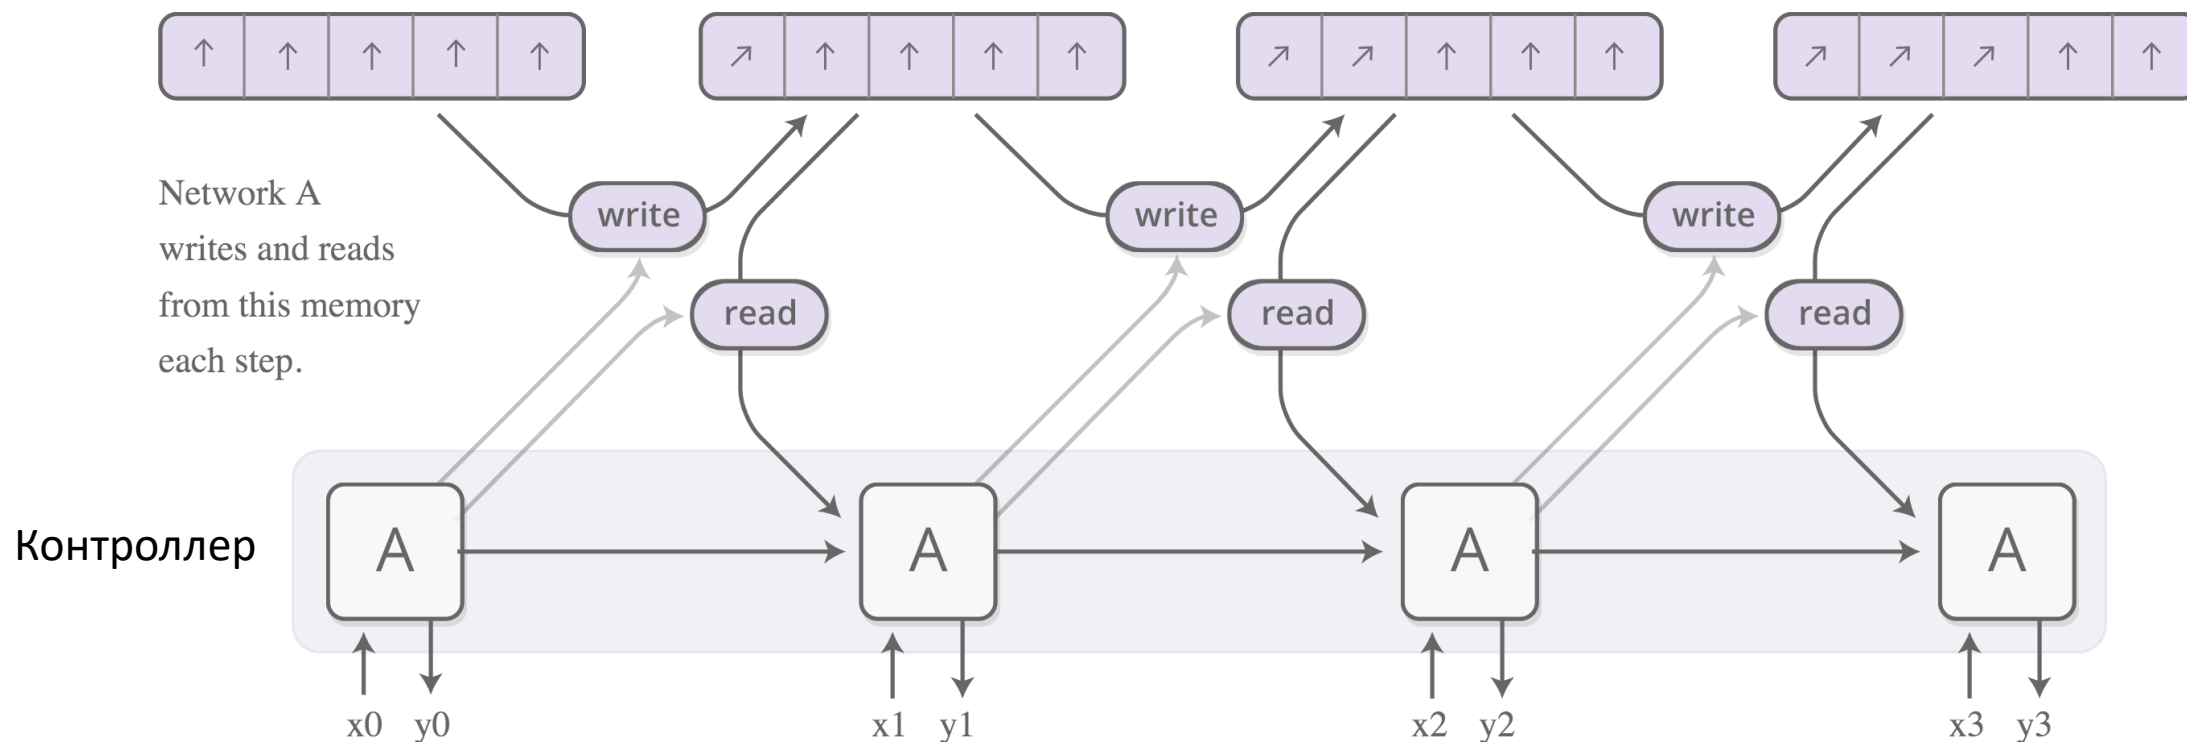 Network A
writes and reads
from this memory
each step.
write
write
write
read
read
read
Контроллер
A
A
A
A
x0 y0
x1 y1
x2 y2
x3 y3